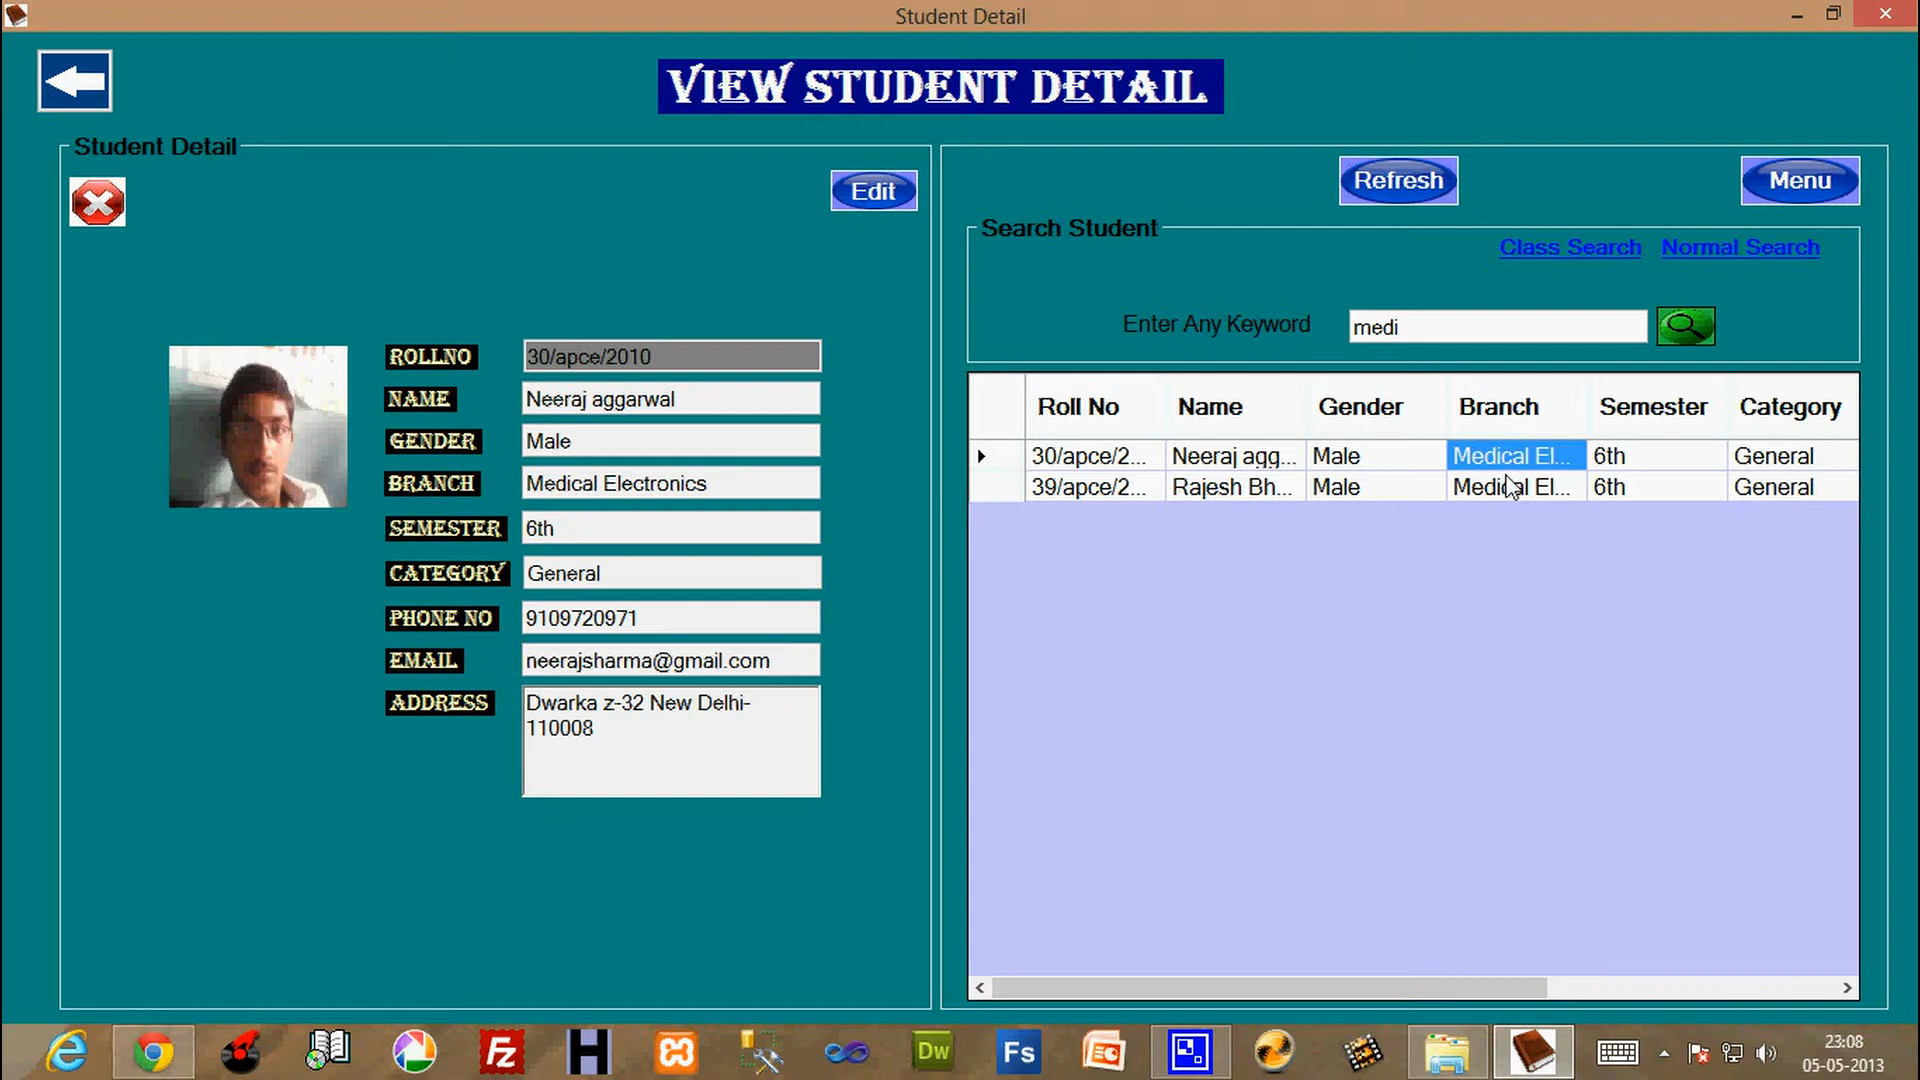 Student Detail
VIEW STUDENT DETAIL
Student Detail
Edit
ROLLNO 30/apce/2010
NAME Neeraj aggarwal
GENDER Male
BRANCH Medical Electronics
SEMESTER 6th
CATEGORY General
PHONE NO 9109720971
EMAIL neerajsharma@gmail.com
ADDRESS Dwarka z-32 New Delhi-
110008
Refresh Menu
Search Student
Class Search Normal Search
Enter Any Keyword medi
Roll No Name Gender Branch Semester Category
30/apce/2... Neeraj agg... Male Medical El... 6th General
39/apce/2... Rajesh Bh... Male Medical El... 6th General
Fz H Dw Fs
23:08
05-05-2013